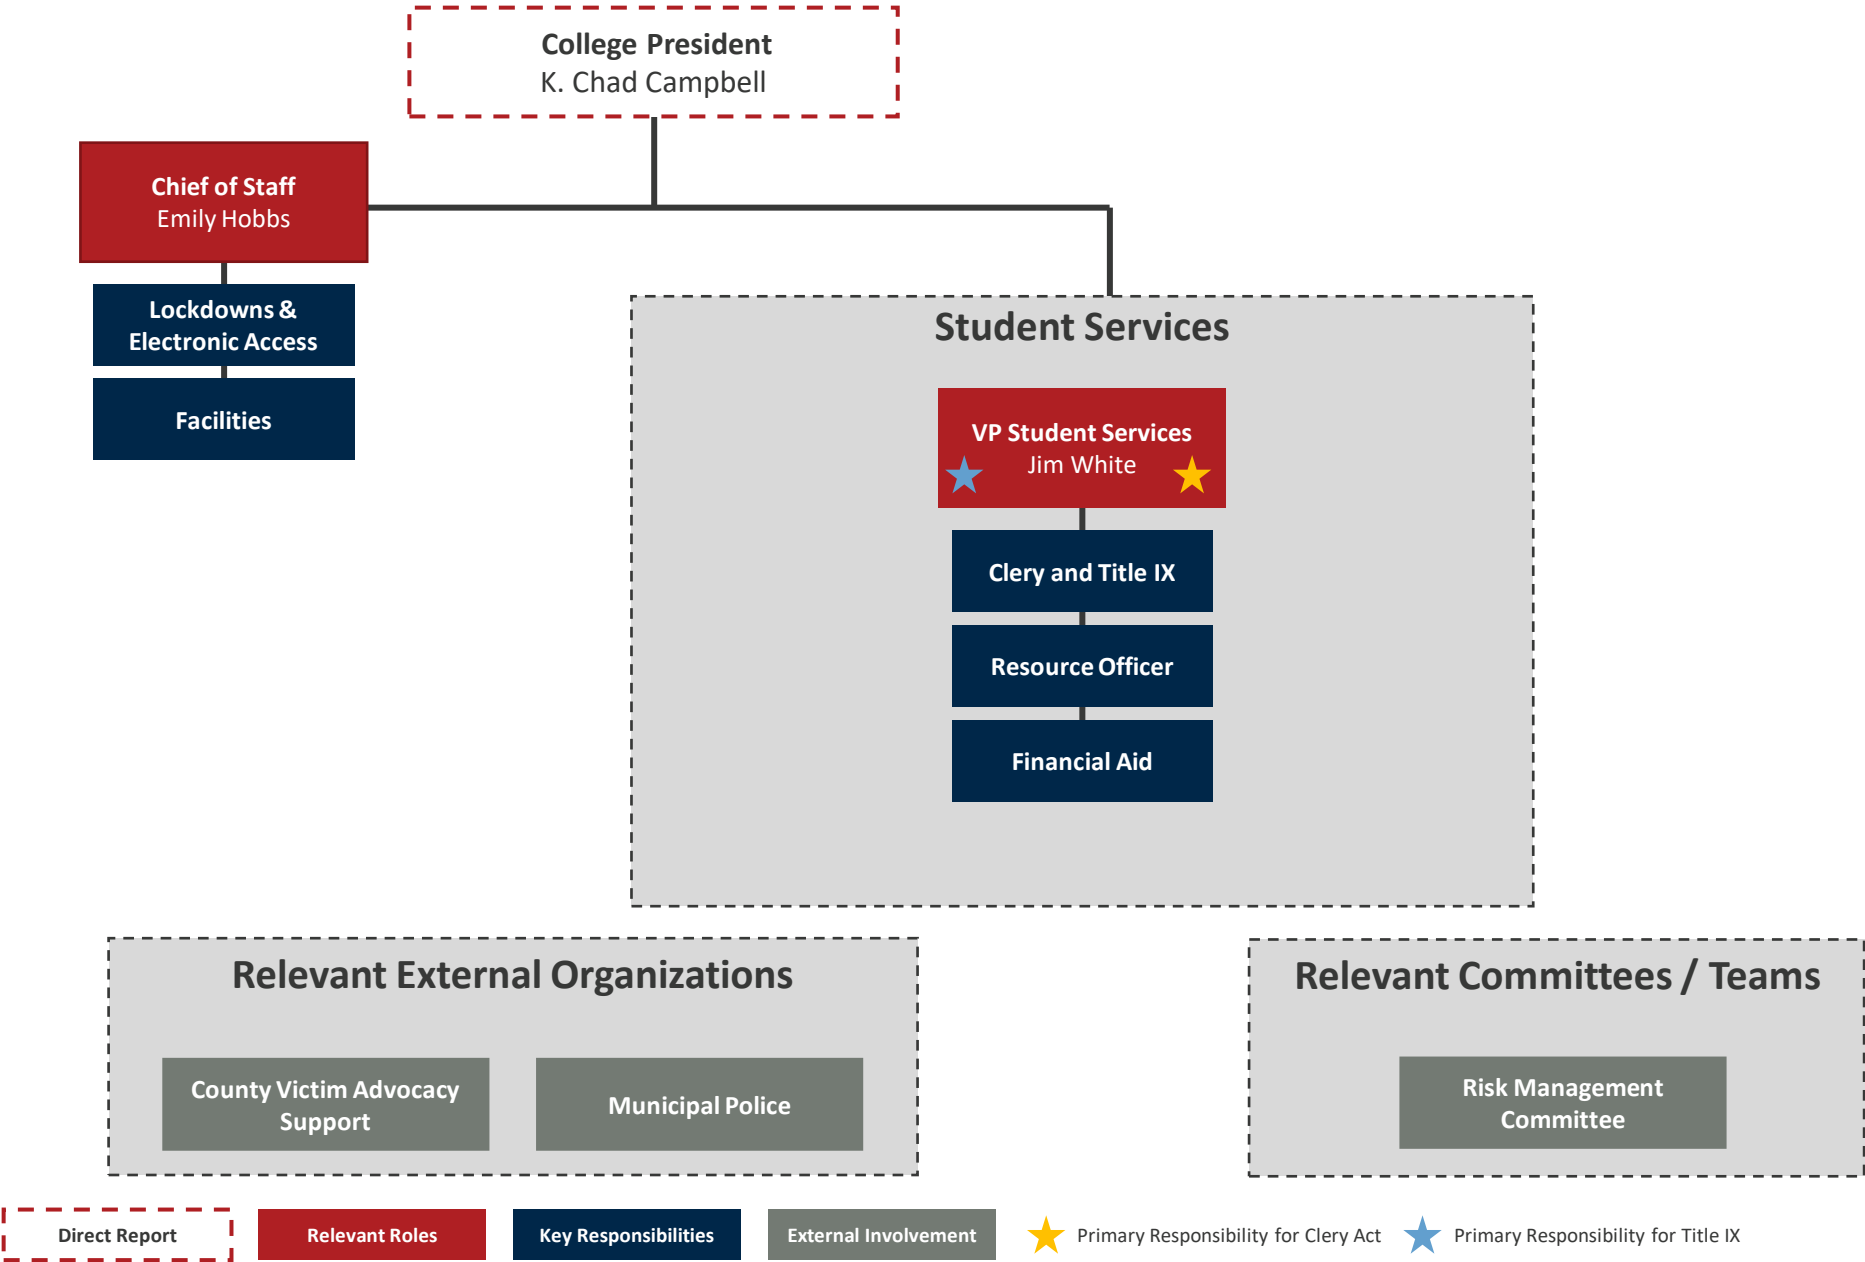 College President
K. Chad Campbell
Chief of Staff
Emily Hobbs
Lockdowns &
Electronic Access
Facilities
Student Services
VP Student Services
Jim White
Clery and Title IX
Resource Officer
Financial Aid
Relevant External Organizations
County Victim Advocacy
Support
Municipal Police
Relevant Committees / Teams
Risk Management
Committee
Direct Report
Relevant Roles
Key Responsibilities
External Involvement
Primary Responsibility for Clery Act
Primary Responsibility for Title IX